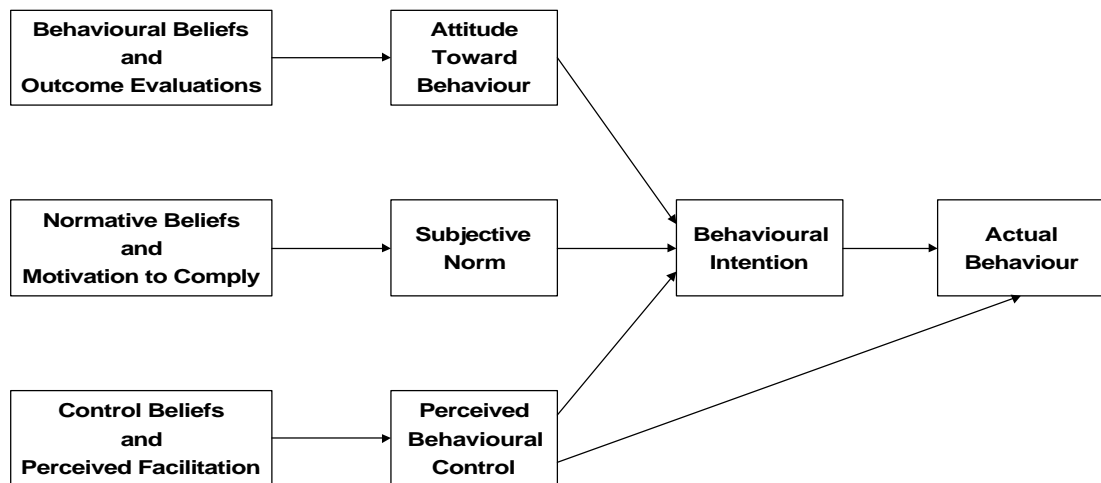 Behavioural Beliefs
and
Outcome Evaluations
Attitude
Toward
Behaviour
Normative Beliefs
and
Motivation to Comply
Subjective
Norm
Behavioural
Intention
Actual
Behaviour
Control Beliefs
and
Perceived Facilitation
Perceived
Behavioural
Control